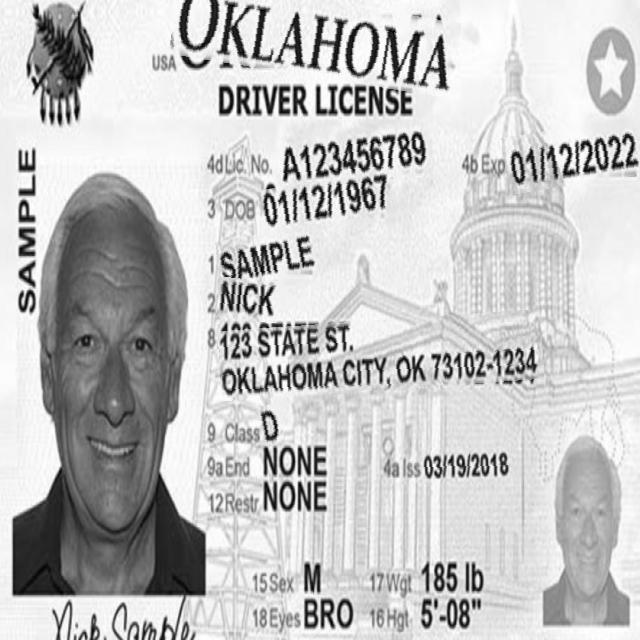 OKLAHOMA
USA
DRIVER LICENSE
SAMPLE
4d Lic. No. A123456789 4b Exp 01/12/2022
3 DOB 01/12/1967
1 SAMPLE
2 NICK
8 123 STATE ST.
OKLAHOMA CITY, OK 73102-1234
9 Class D
9a End NONE 4a Iss 03/19/2018
12 Restr NONE
15 Sex M 17 Wgt 185 lb
18 Eyes BRO 16 Hgt 5'-08"
Nick Sample